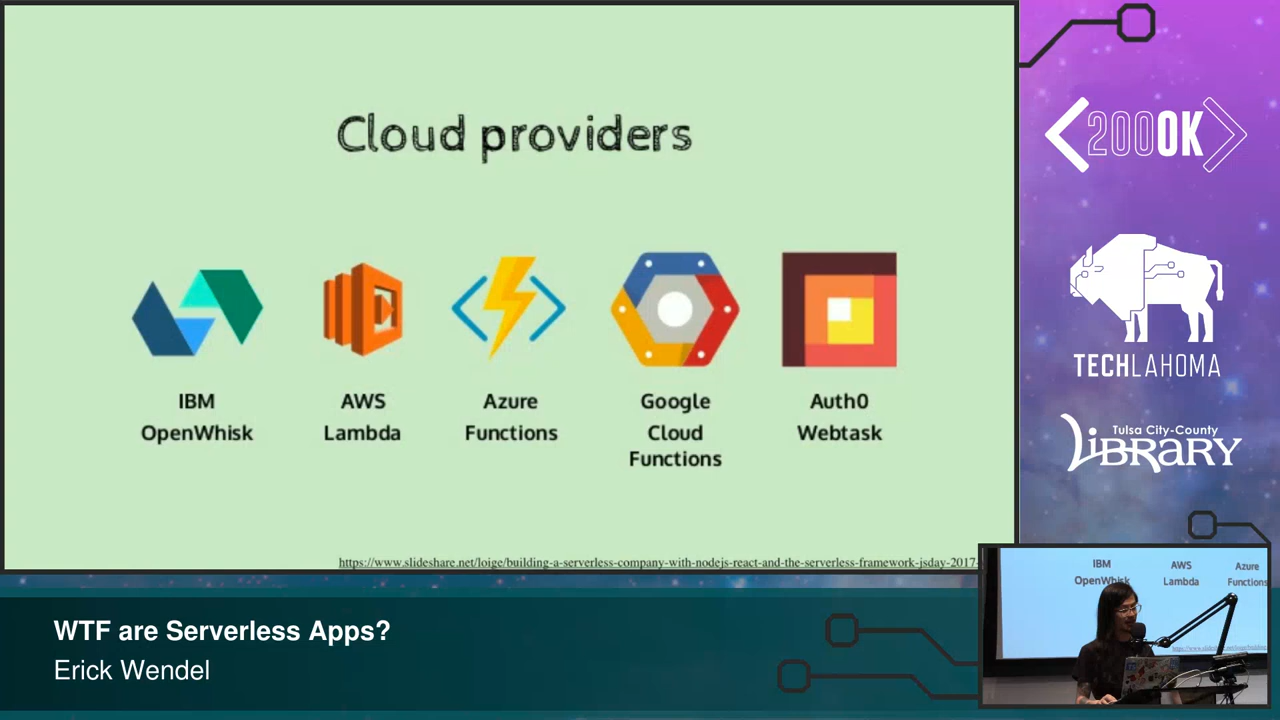 Cloud providers
IBM
OpenWhisk
AWS
Lambda
Azure
Functions
Google
Cloud
Functions
Auth0
Webtask
https://www.slideshare.net/loige/building-a-serverless-company-with-nodejs-react-and-the-serverless-framework-jsday-2017-
<200OK>
TECHLAHOMA
Tulsa City-County
LIBRARY
IBM
OpenWhisk
AWS
Lambda
Azure
Functions
WTF are Serverless Apps?
Erick Wendel